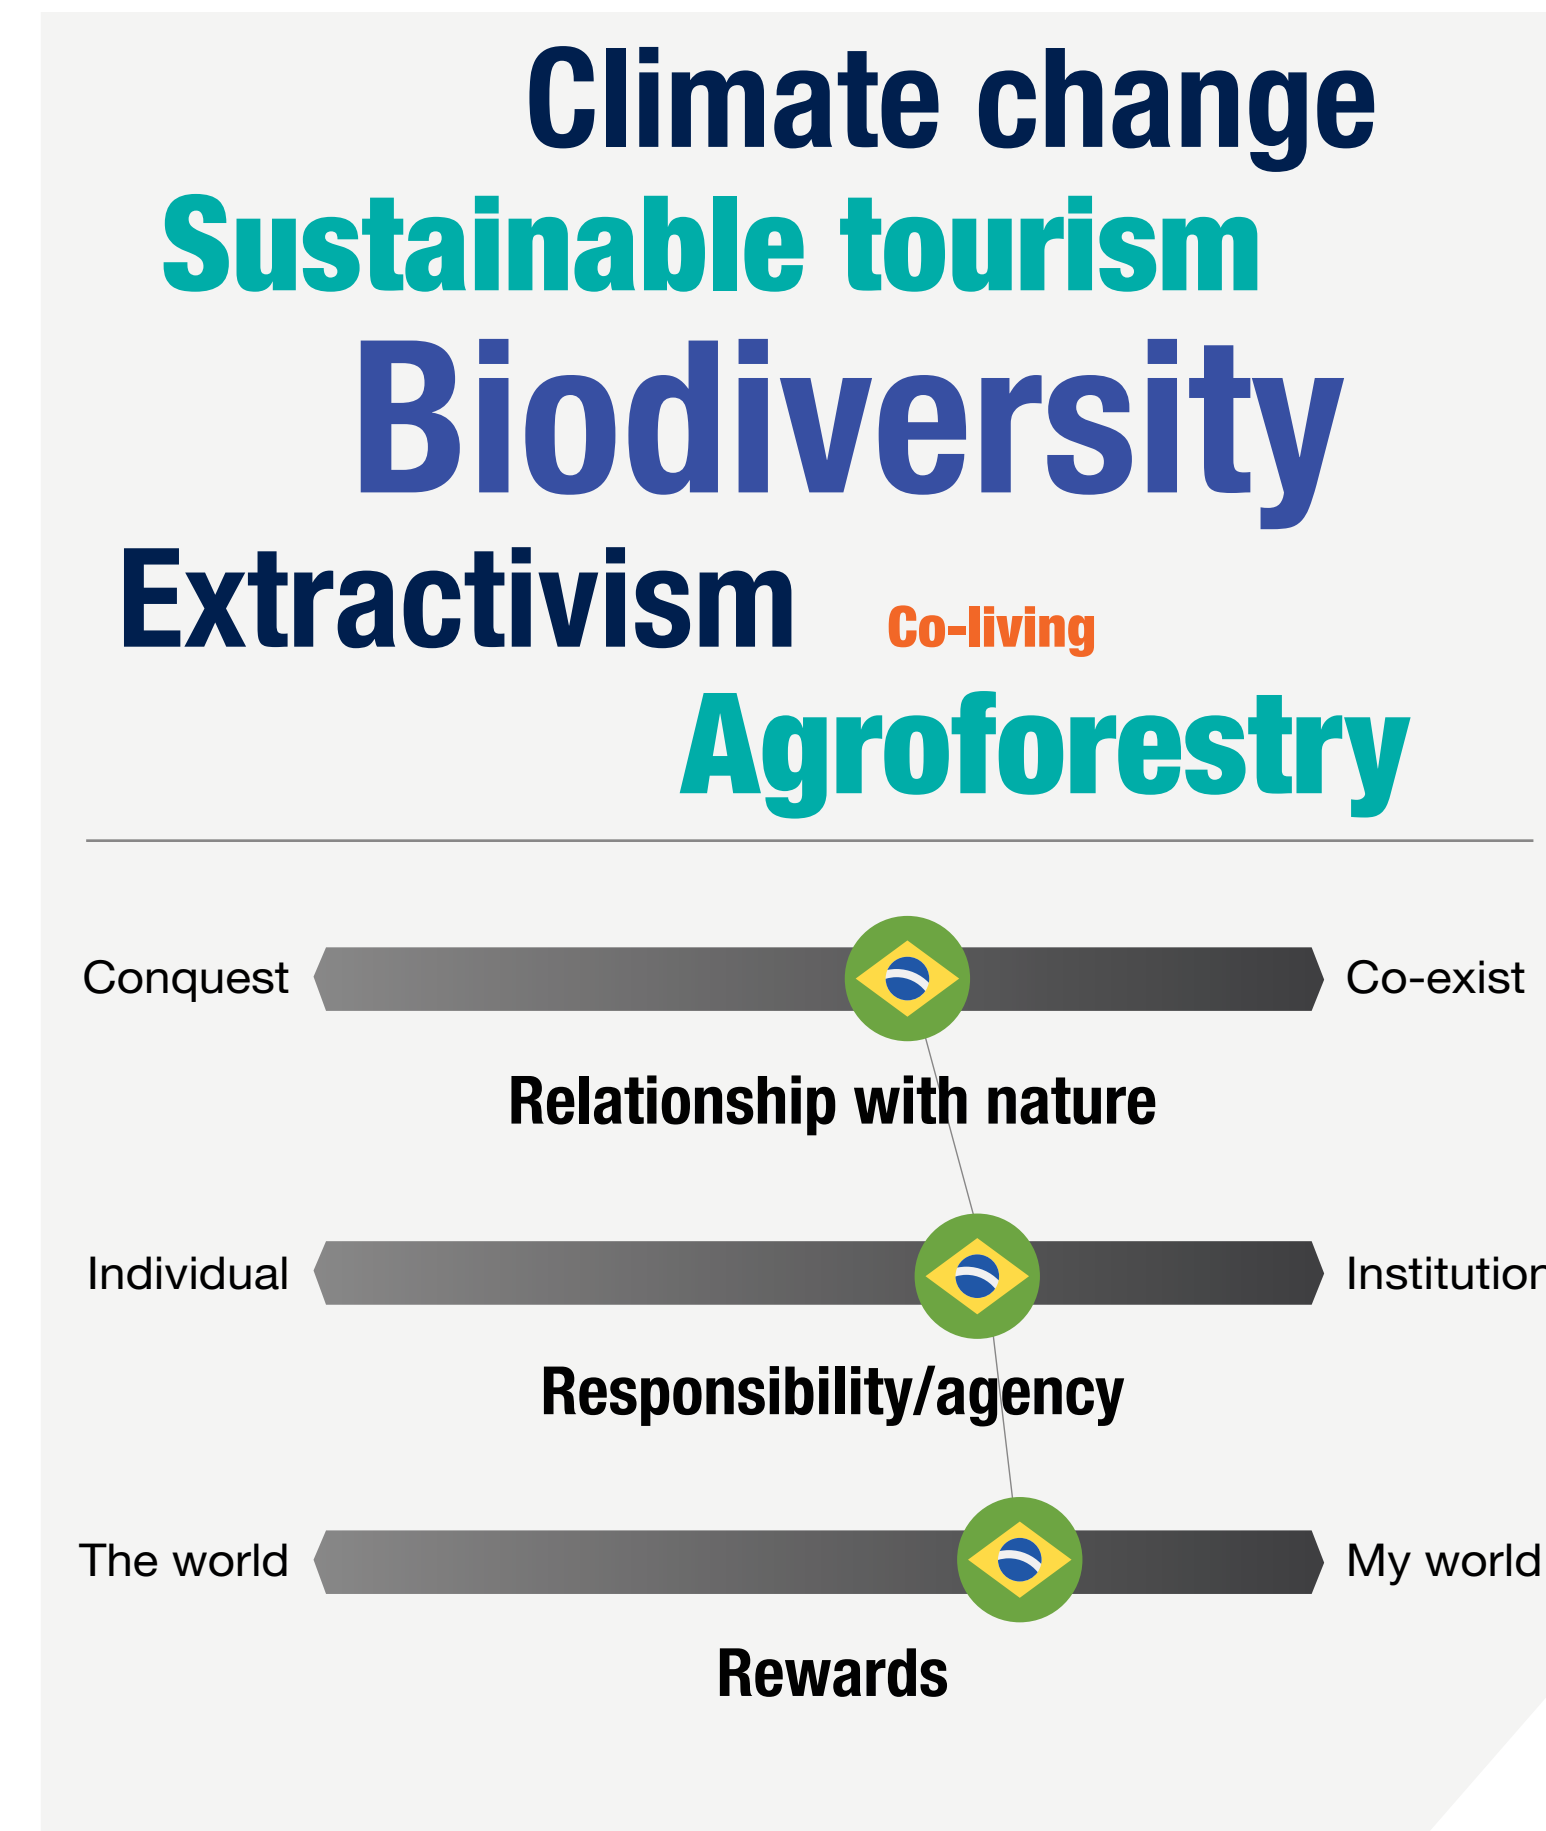 Climate change
Sustainable tourism
Biodiversity
Extractivism Co-living
Agroforestry
Conquest Co-exist
Relationship with nature
Individual Institution
Responsibility/agency
The world My world
Rewards